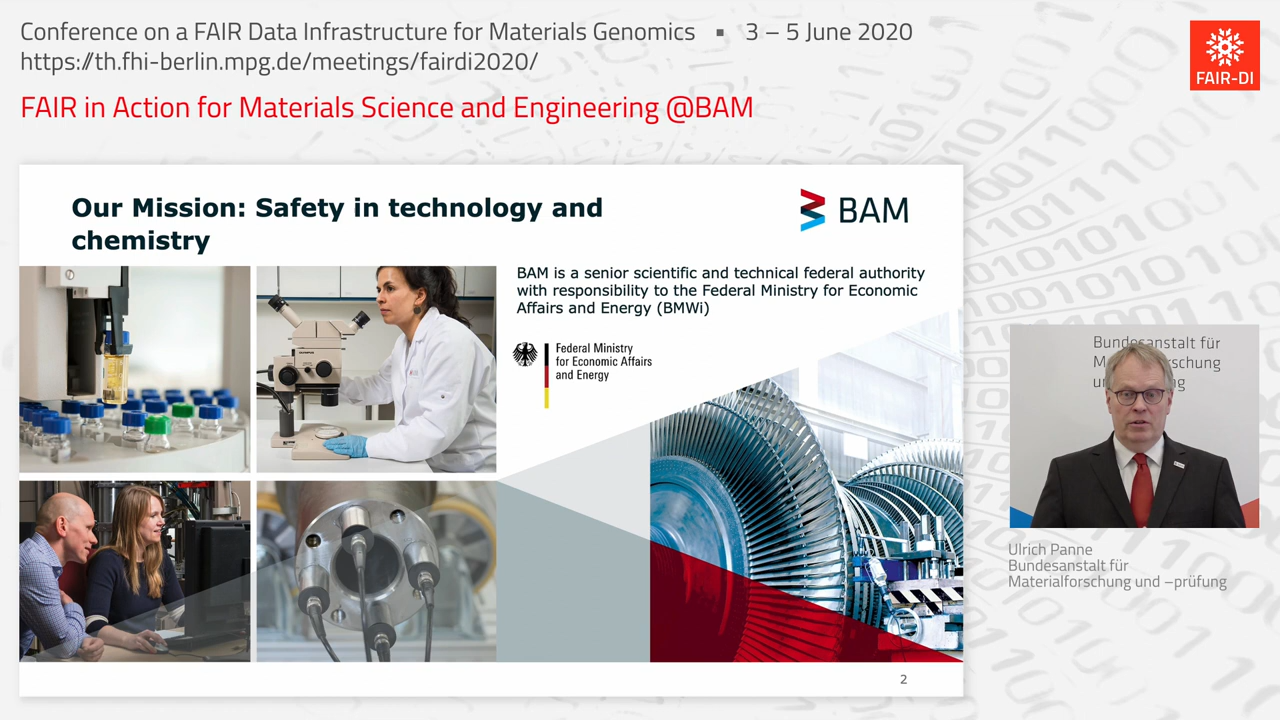 Conference on a FAIR Data Infrastructure for Materials Genomics ▪ 3 – 5 June 2020
https://th.fhi-berlin.mpg.de/meetings/fairdi2020/
FAIR-DI
FAIR in Action for Materials Science and Engineering @BAM
Our Mission: Safety in technology and
chemistry
BAM
BAM is a senior scientific and technical federal authority
with responsibility to the Federal Ministry for Economic
Affairs and Energy (BMWi)
Federal Ministry
for Economic Affairs
and Energy
OLYMPUS
Bundesanstalt für
Ulrich Panne
Bundesanstalt für
Materialforschung und –prüfung
2